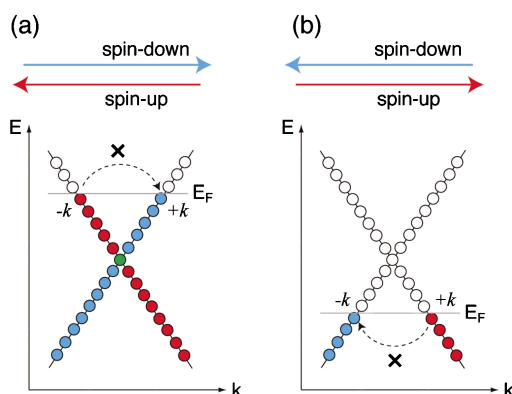 (a)
spin-down
spin-up
E
×
E_F
-k
+k
k
(b)
spin-down
spin-up
E
-k
+k
E_F
×
k